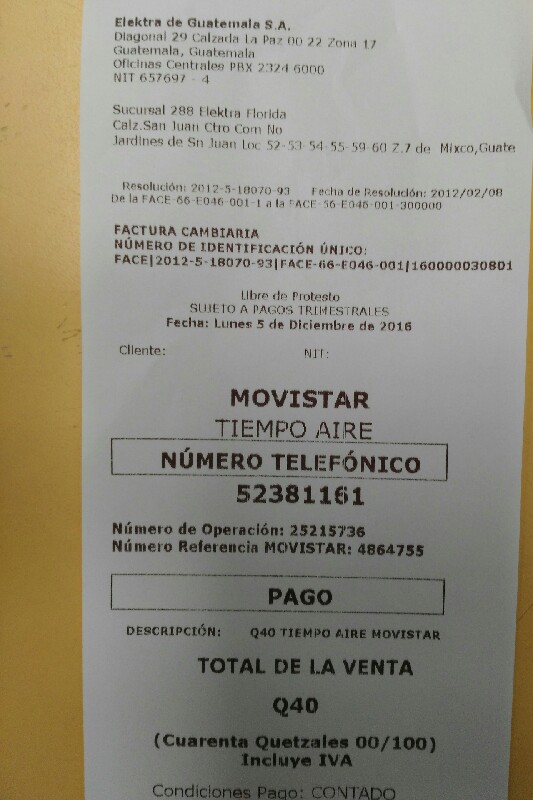 Elektra de Guatemala S.A.
Diagonal 29 Calzada La Paz 00 22 Zona 17
Guatemala, Guatemala
Oficinas Centrales PBX 2324 6000
NIT 657697 - 4
Sucursal 288 Elektra Florida
Calz.San Juan Ctro Com No
Jardines de Sn Juan Loc 52-53-54-55-59-60 Z.7 de Mixco,Guate
Resolución: 2012-5-18070-93 Fecha de Resolución: 2012/02/08
De la FACE-66-E046-001-1 a la FACE-56-E046-001-300000
FACTURA CAMBIARIA
NÚMERO DE IDENTIFICACIÓN ÚNICO:
FACE|2012-5-18070-93|FACE-66-E046-001|160000030801
Libre de Protesto
SUJETO A PAGOS TRIMESTRALES
Fecha: Lunes 5 de Diciembre de 2016
Cliente: NIT:
MOVISTAR
TIEMPO AIRE
NÚMERO TELEFÓNICO
52381161
Número de Operación: 25215736
Número Referencia MOVISTAR: 4864755
PAGO
DESCRIPCIÓN: Q40 TIEMPO AIRE MOVISTAR
TOTAL DE LA VENTA
Q40
(Cuarenta Quetzales 00/100)
Incluye IVA
Condiciones Pago: CONTADO